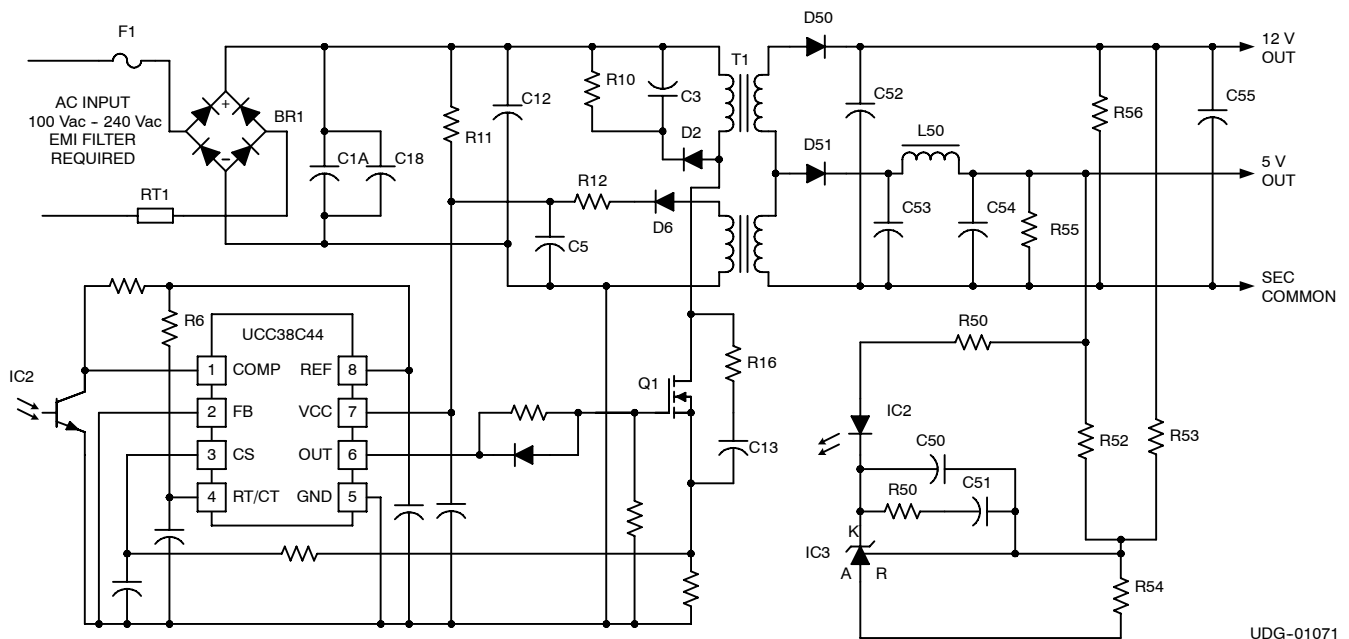 F1
AC INPUT
100 Vac - 240 Vac
EMI FILTER
REQUIRED
RT1
+
-
BR1
C1A
C18
R11
C12
R10
C3
D2
R12
D6
C5
T1
D50
D51
C52
L50
C53
C54
R55
R56
C55
12 V
OUT
5 V
OUT
SEC
COMMON
R6
UCC38C44
1 COMP
2 FB
3 CS
4 RT/CT
REF 8
VCC 7
OUT 6
GND 5
IC2
Q1
R16
C13
R50
IC2
C50
R50
C51
K
IC3
A
R
R52
R53
R54
UDG-01071